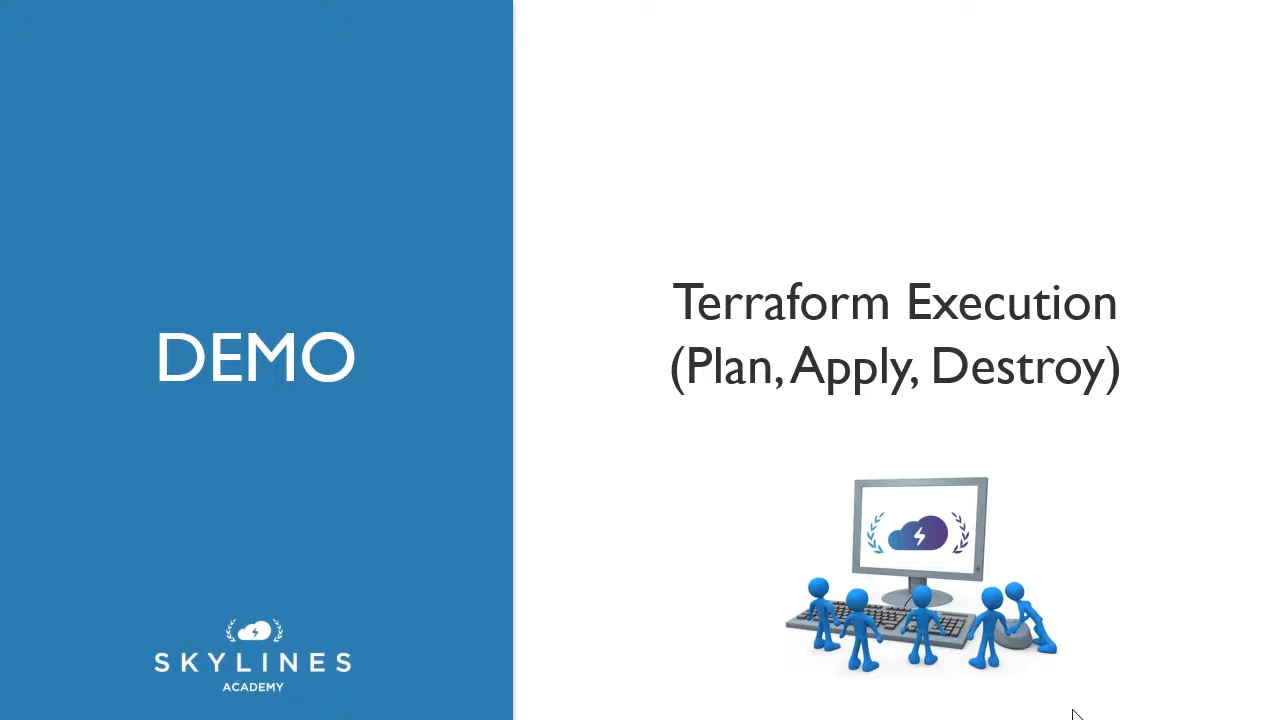 DEMO
Terraform Execution
(Plan, Apply, Destroy)
SKYLINES
ACADEMY